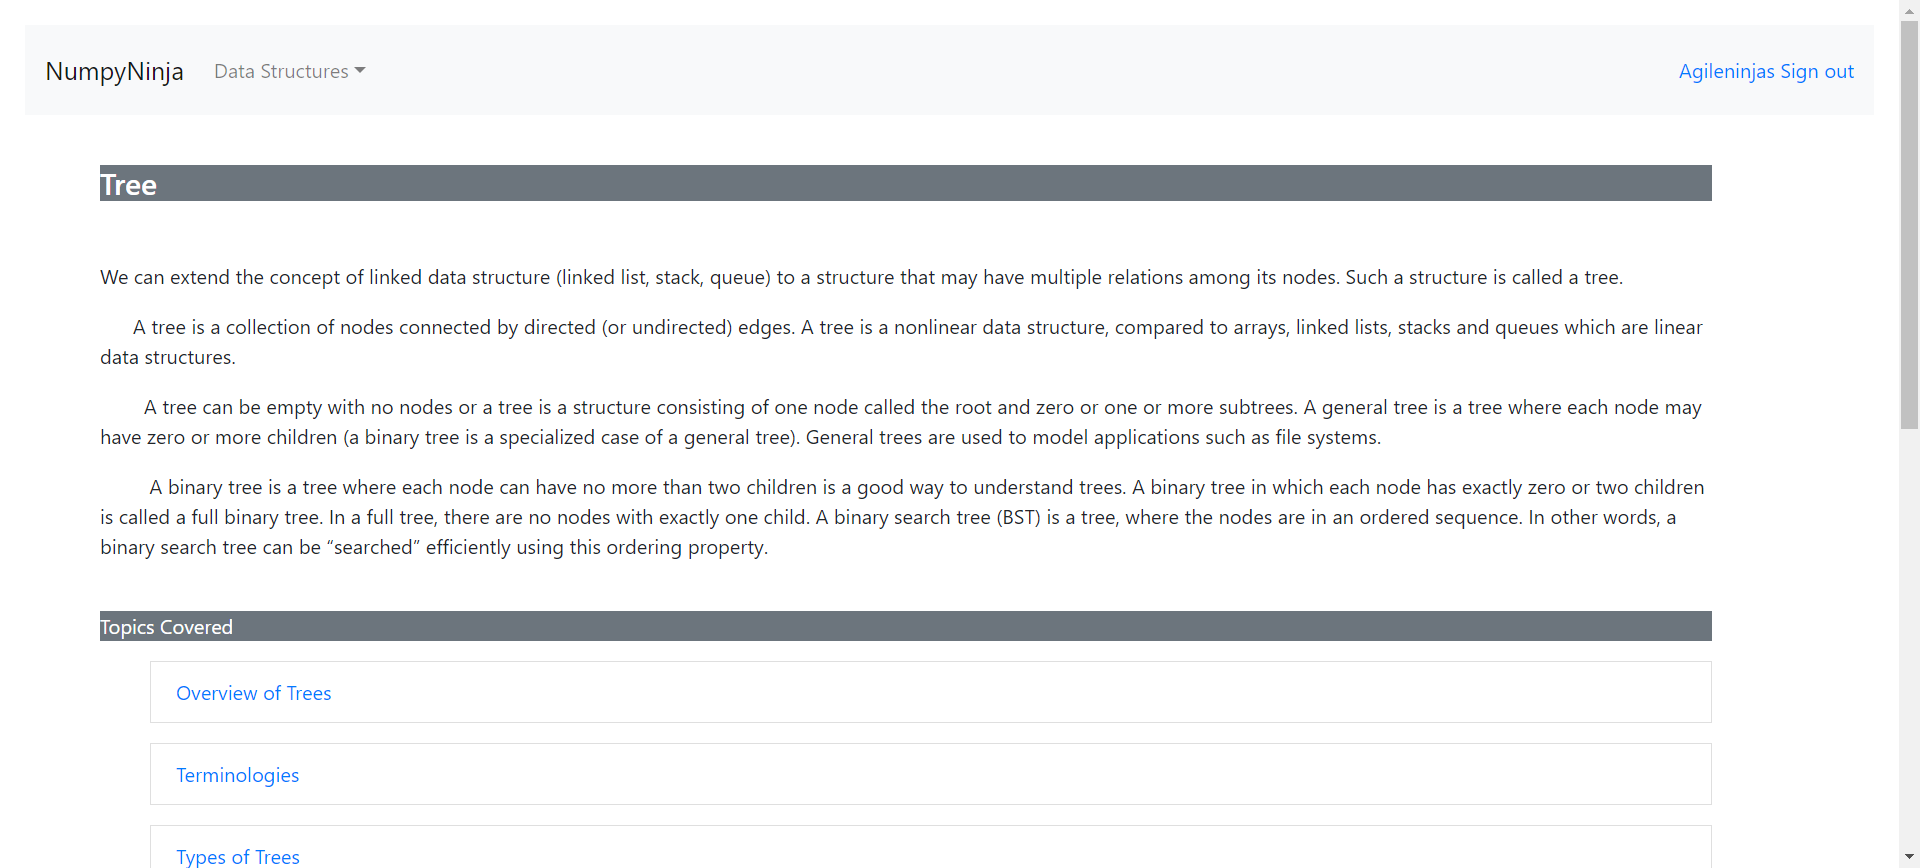 NumpyNinja Data Structures Agileninjas Sign out
Tree
We can extend the concept of linked data structure (linked list, stack, queue) to a structure that may have multiple relations among its nodes. Such a structure is called a tree.
A tree is a collection of nodes connected by directed (or undirected) edges. A tree is a nonlinear data structure, compared to arrays, linked lists, stacks and queues which are linear
data structures.
A tree can be empty with no nodes or a tree is a structure consisting of one node called the root and zero or one or more subtrees. A general tree is a tree where each node may
have zero or more children (a binary tree is a specialized case of a general tree). General trees are used to model applications such as file systems.
A binary tree is a tree where each node can have no more than two children is a good way to understand trees. A binary tree in which each node has exactly zero or two children
is called a full binary tree. In a full tree, there are no nodes with exactly one child. A binary search tree (BST) is a tree, where the nodes are in an ordered sequence. In other words, a
binary search tree can be “searched” efficiently using this ordering property.
Topics Covered
Overview of Trees
Terminologies
Types of Trees